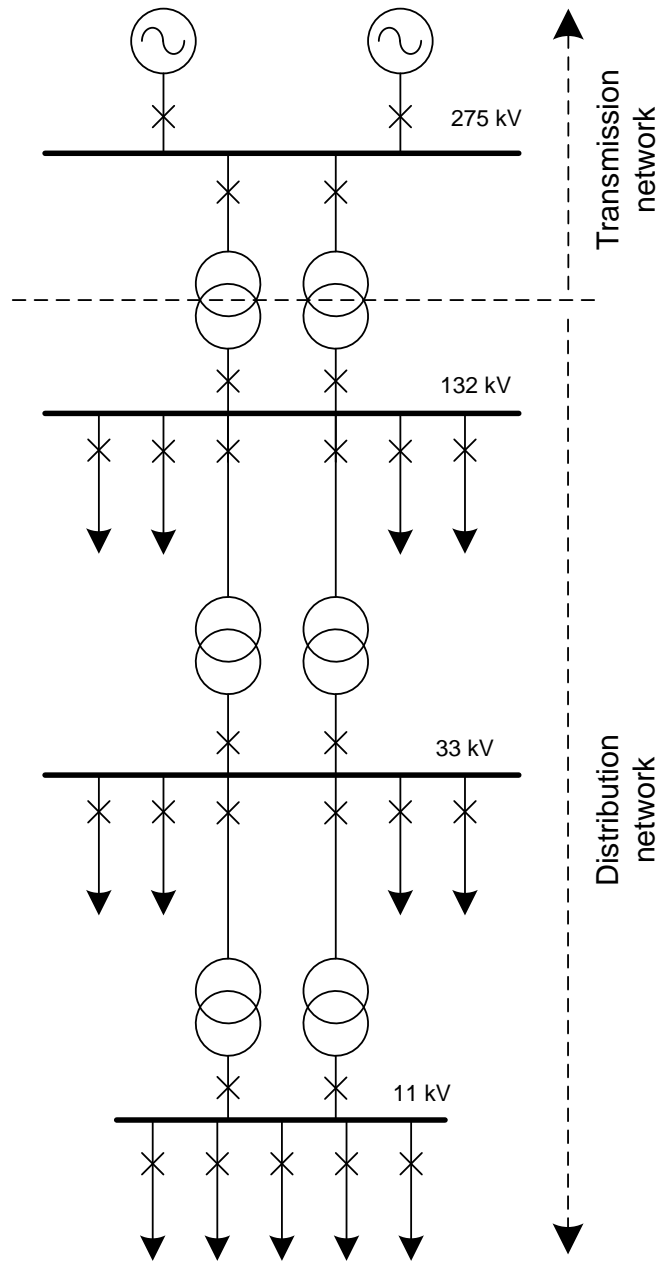 275 kV
Transmission
network
132 kV
33 kV
Distribution
network
11 kV